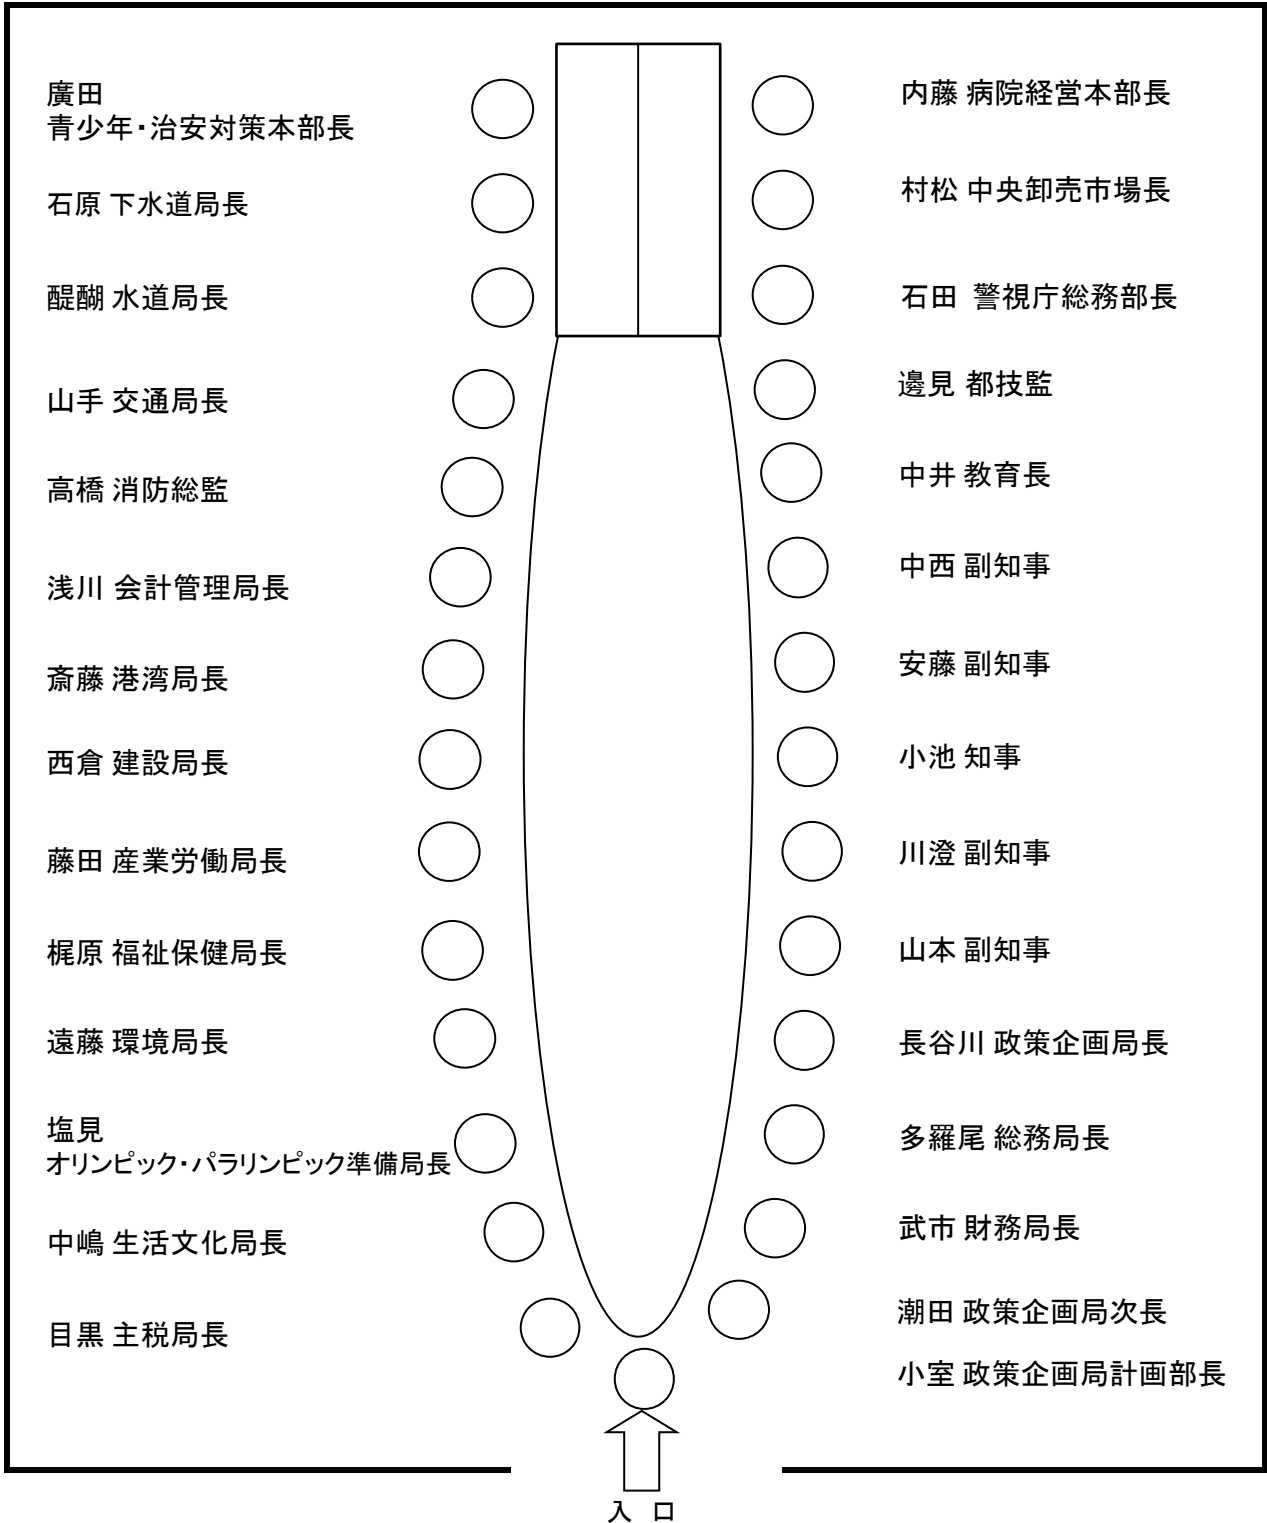 廣田
青少年・治安対策本部長
石原 下水道局長
醍醐 水道局長
山手 交通局長
高橋 消防総監
浅川 会計管理局長
斎藤 港湾局長
西倉 建設局長
藤田 産業労働局長
梶原 福祉保健局長
遠藤 環境局長
塩見
オリンピック・パラリンピック準備局長
中嶋 生活文化局長
目黒 主税局長
内藤 病院経営本部長
村松 中央卸売市場長
石田 警視庁総務部長
邊見 都技監
中井 教育長
中西 副知事
安藤 副知事
小池 知事
川澄 副知事
山本 副知事
長谷川 政策企画局長
多羅尾 総務局長
武市 財務局長
潮田 政策企画局次長
小室 政策企画局計画部長
入 口